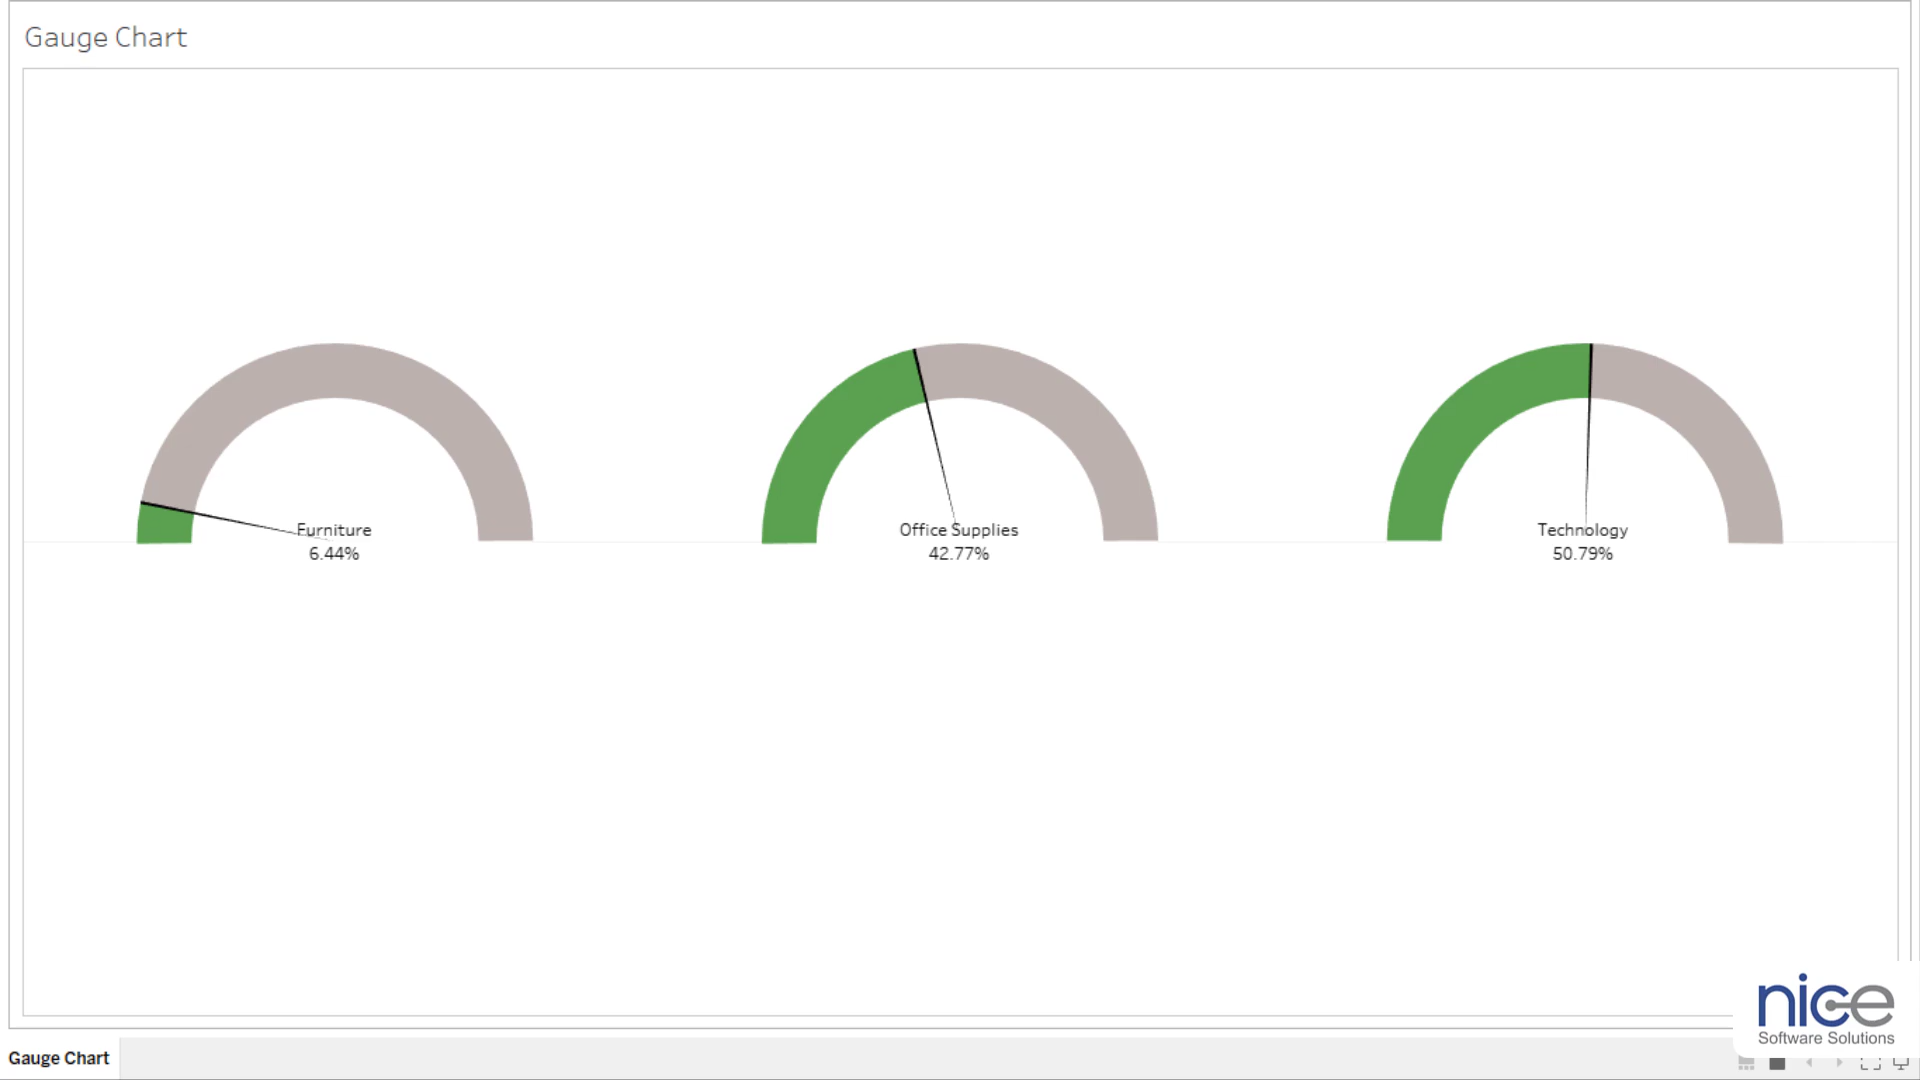 Gauge Chart
Furniture
6.44%
Office Supplies
42.77%
Technology
50.79%
nice
Software Solutions
Gauge Chart